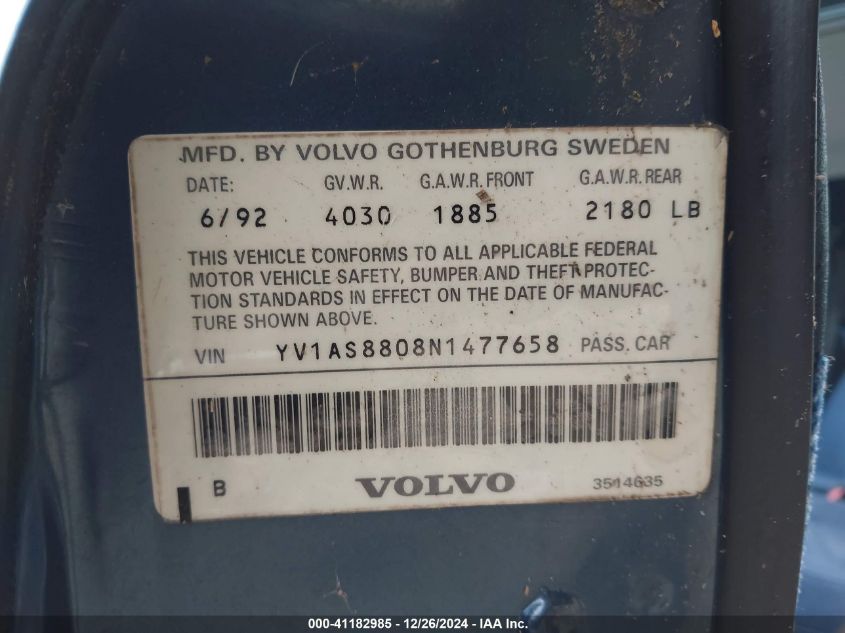 MFD. BY VOLVO GOTHENBURG SWEDEN
DATE: GV.W.R. G.A.W.R. FRONT G.A.W.R. REAR
6/92 4030 1885 2180 LB
THIS VEHICLE CONFORMS TO ALL APPLICABLE FEDERAL
MOTOR VEHICLE SAFETY, BUMPER AND THEFT PROTEC-
TION STANDARDS IN EFFECT ON THE DATE OF MANUFAC-
TURE SHOWN ABOVE.
VIN YV1AS8808N1477658 PASS. CAR
B VOLVO 3514635
000-41182985 - 12/26/2024 - IAA Inc.